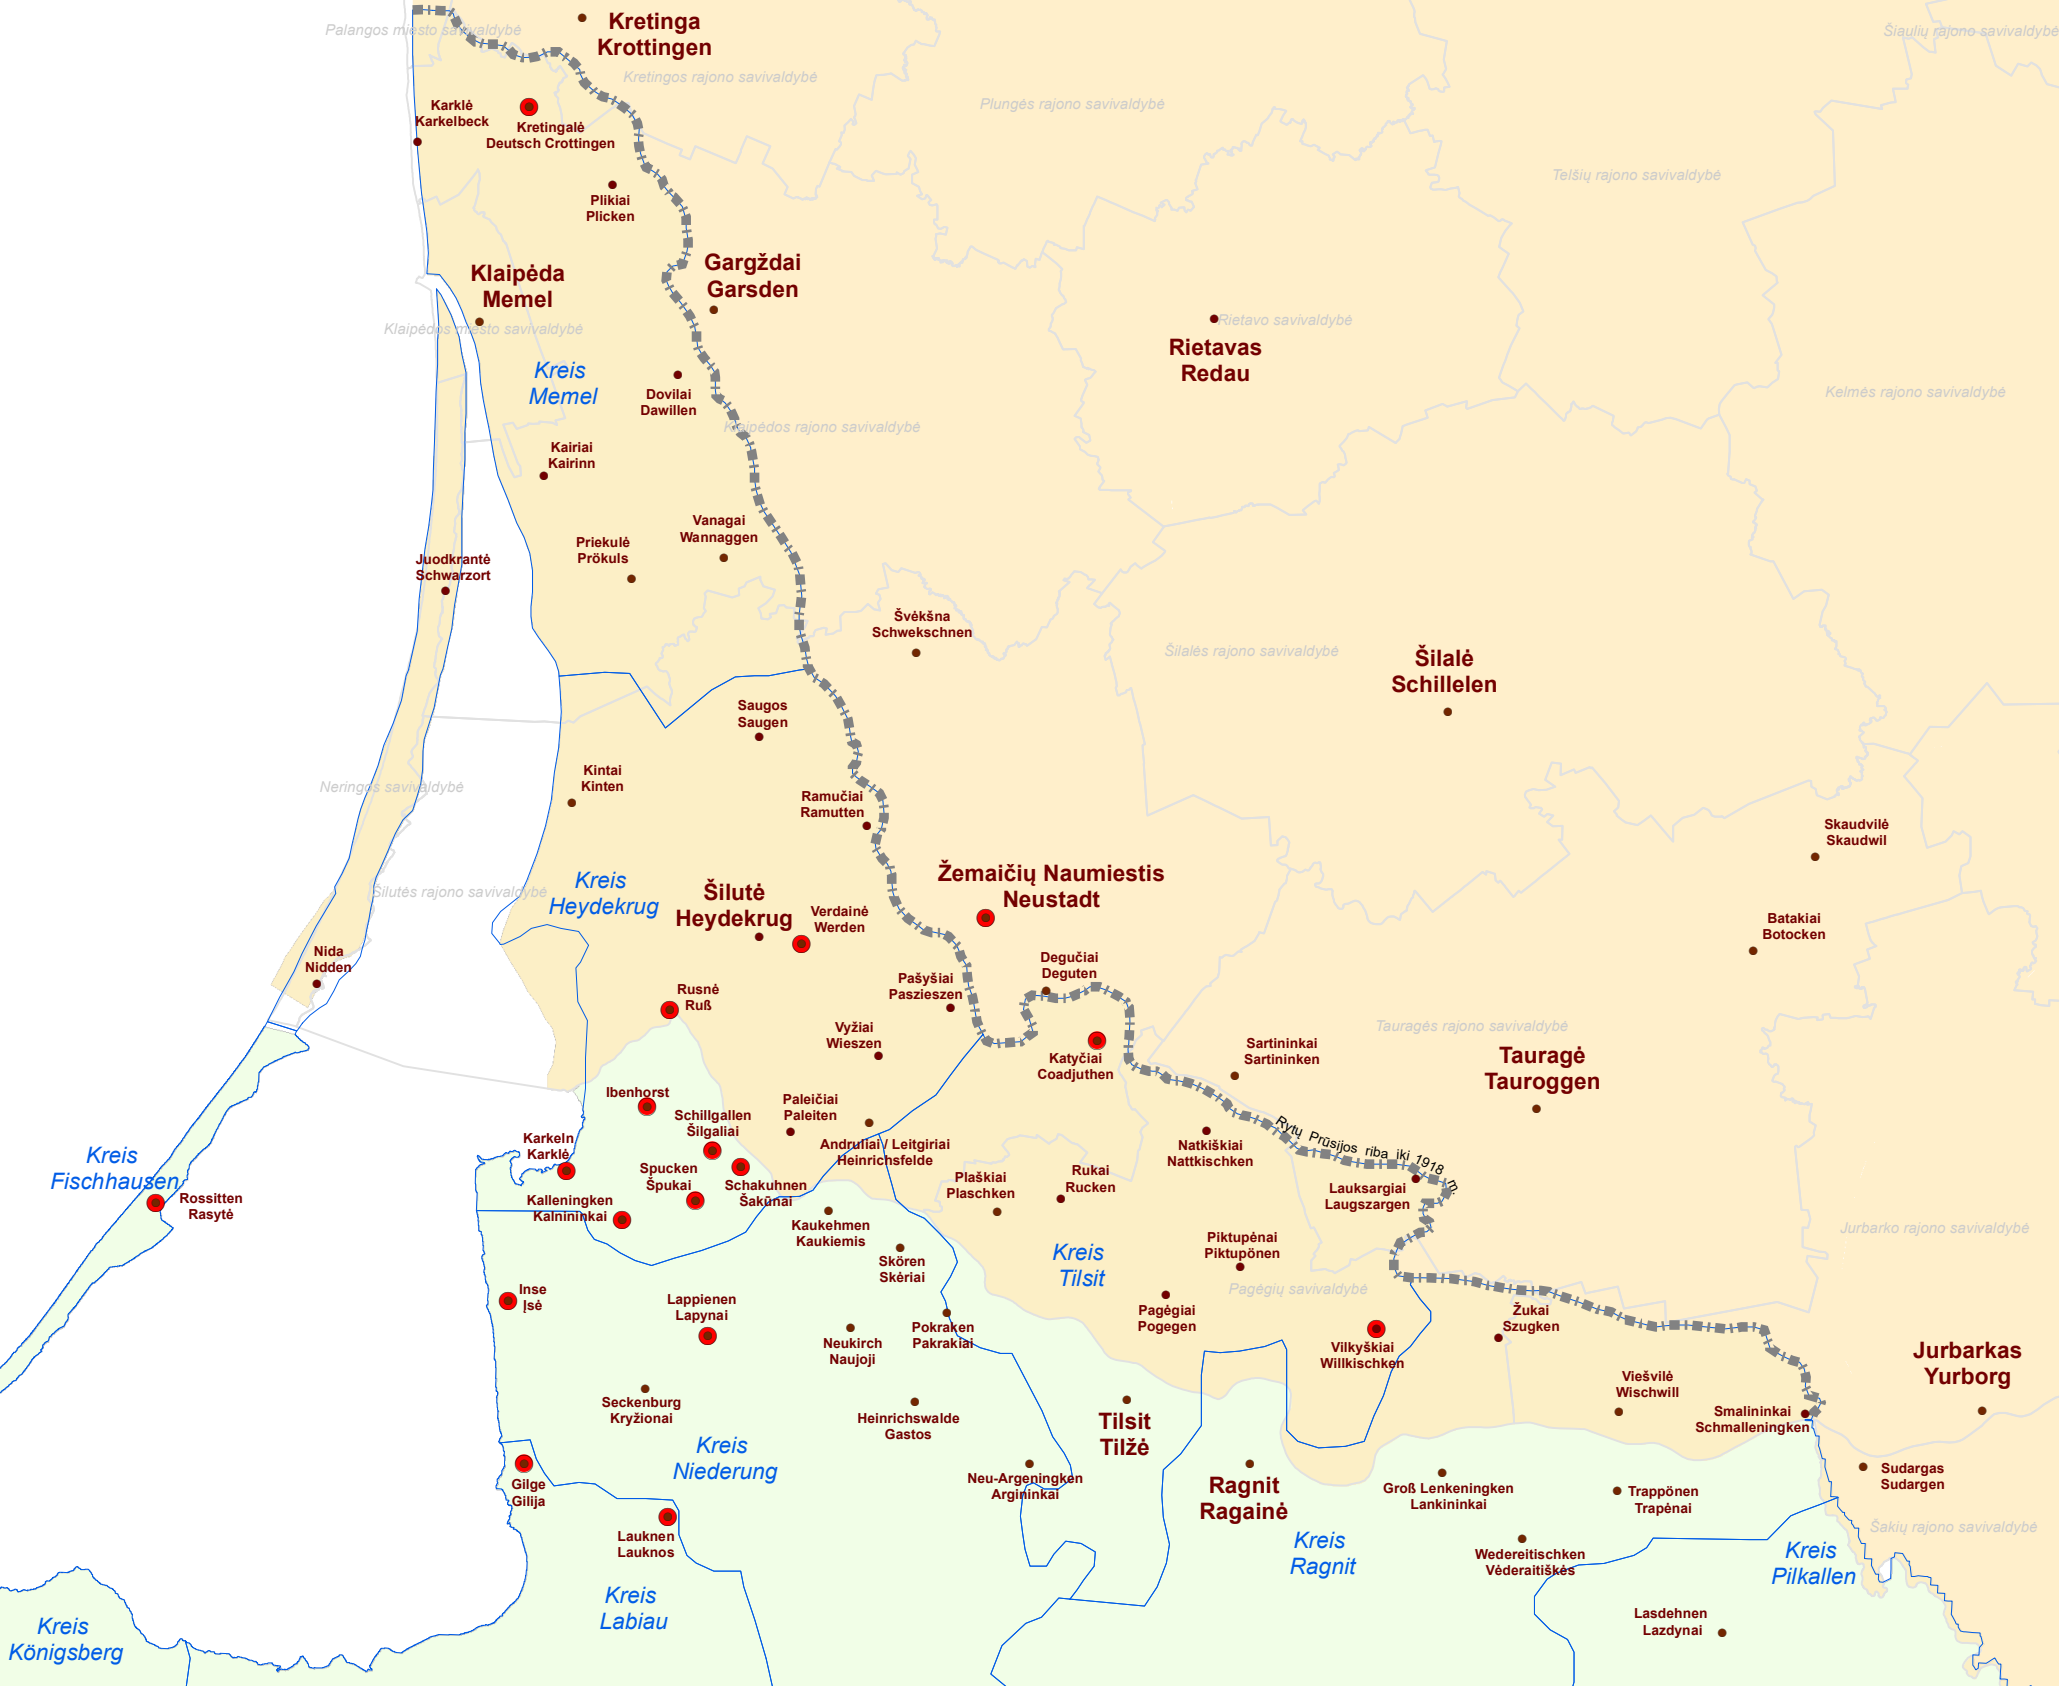 Kretinga
Krottingen
Palangos miesto savivaldybė
Šiaulių rajono savivaldybė
Kretingos rajono savivaldybė
Plungės rajono savivaldybė
Karklė
Karkelbeck
Kretingalė
Deutsch Crottingen
Telšių rajono savivaldybė
Plikiai
Plicken
Gargždai
Garsden
Klaipėda
Memel
Klaipėdos miesto savivaldybė
Rietavo savivaldybė
Rietavas
Redau
Kreis
Memel
Dovilai
Dawillen
Kelmės rajono savivaldybė
Klaipėdos rajono savivaldybė
Kairiai
Kairinn
Vanagai
Wannaggen
Priekulė
Prökuls
Juodkrantė
Schwarzort
Švėkšna
Schwekschnen
Šilalės rajono savivaldybė
Šilalė
Schillelen
Saugos
Saugen
Kintai
Kinten
Neringos savivaldybė
Ramučiai
Ramutten
Skaudvilė
Skaudwil
Žemaičių Naumiestis
Neustadt
Kreis
Heydekrug
Šilutės rajono savivaldybė
Šilutė
Heydekrug
Verdainė
Werden
Batakiai
Botocken
Nida
Nidden
Degučiai
Deguten
Pašyšiai
Paszieszen
Rusnė
Ruß
Vyžiai
Wieszen
Tauragės rajono savivaldybė
Katyčiai
Coadjuthen
Sartininkai
Sartininken
Tauragė
Tauroggen
Ibenhorst
Schillgallen
Šilgaliai
Paleičiai
Paleiten
Rytų Prūsijos riba iki 1918 m.
Karkeln
Karklė
Andruliai / Leitgiriai
Heinrichsfelde
Natkiškiai
Nattkischken
Kreis
Fischhausen
Rossitten
Rasytė
Spucken
Špukai
Schakuhnen
Šakūnai
Plaškiai
Plaschken
Rukai
Rucken
Lauksargiai
Laugszargen
Kalleningken
Kalnininkai
Kaukehmen
Kaukiemis
Jurbarko rajono savivaldybė
Skören
Skėriai
Kreis
Tilsit
Piktupėnai
Piktupönen
Pagėgių savivaldybė
Inse
Įsė
Lappienen
Lapynai
Pagėgiai
Pogegen
Žukai
Szugken
Neukirch
Naujoji
Pokraken
Pakrakiai
Vilkyškiai
Willkischken
Jurbarkas
Yurborg
Viešvilė
Wischwill
Seckenburg
Kryžionai
Heinrichswalde
Gastos
Tilsit
Tilžė
Smalininkai
Schmalleningken
Kreis
Niederung
Gilge
Gilija
Neu-Argeningken
Argininkai
Ragnit
Ragainė
Groß Lenkeningken
Lankininkai
Trappönen
Trapėnai
Sudargas
Sudargen
Lauknen
Lauknos
Kreis
Ragnit
Wedereitischken
Vėderaitiškės
Šakių rajono savivaldybė
Kreis
Pilkallen
Kreis
Labiau
Kreis
Königsberg
Lasdehnen
Lazdynai